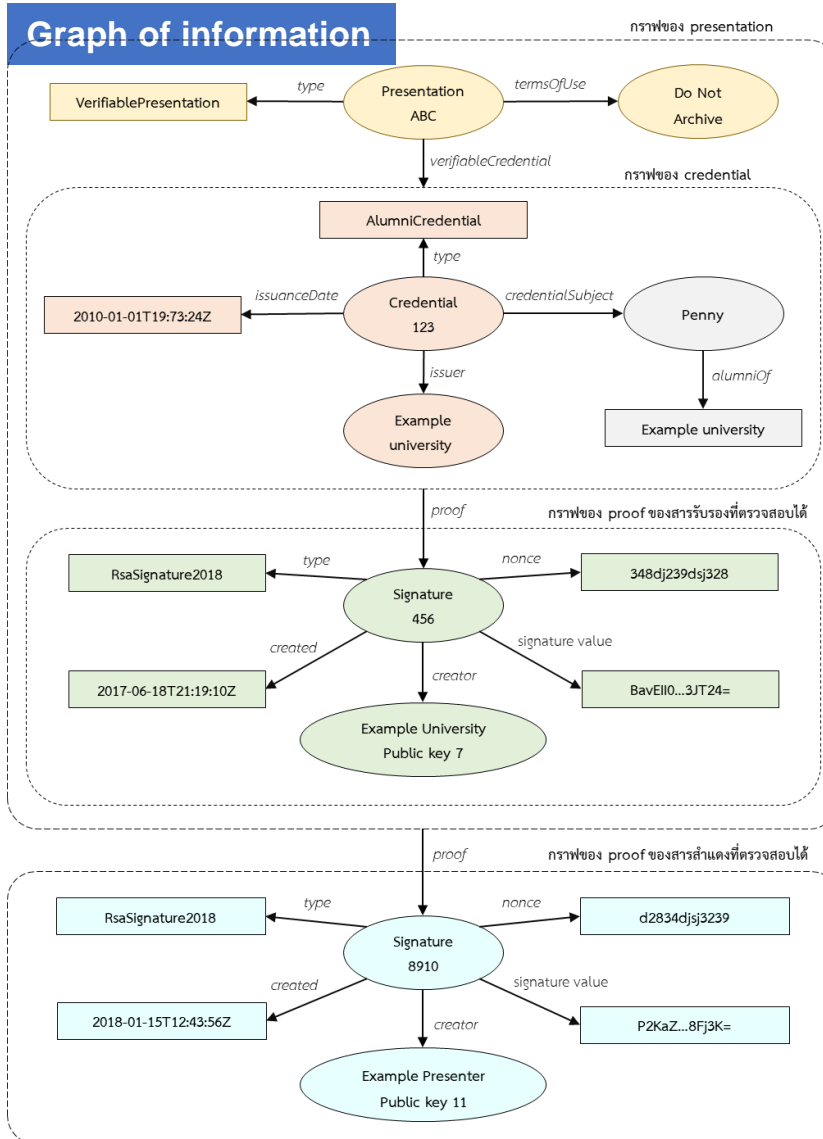 Graph of information
กราฟของ presentation
VerifiablePresentation
type
Presentation
ABC
termsOfUse
Do Not
Archive
verifiableCredential
กราฟของ credential
AlumniCredential
type
2010-01-01T19:73:24Z
issuanceDate
Credential
123
credentialSubject
Penny
issuer
alumniOf
Example
university
Example university
proof
กราฟของ proof ของสารรับรองที่ตรวจสอบได้
RsaSignature2018
type
nonce
348dj239dsj328
Signature
456
created
signature value
creator
2017-06-18T21:19:10Z
BavEll0...3JT24=
Example University
Public key 7
proof
กราฟของ proof ของสารสำแดงที่ตรวจสอบได้
RsaSignature2018
type
nonce
d2834djsj3239
Signature
8910
created
signature value
creator
2018-01-15T12:43:56Z
P2KaZ...8Fj3K=
Example Presenter
Public key 11